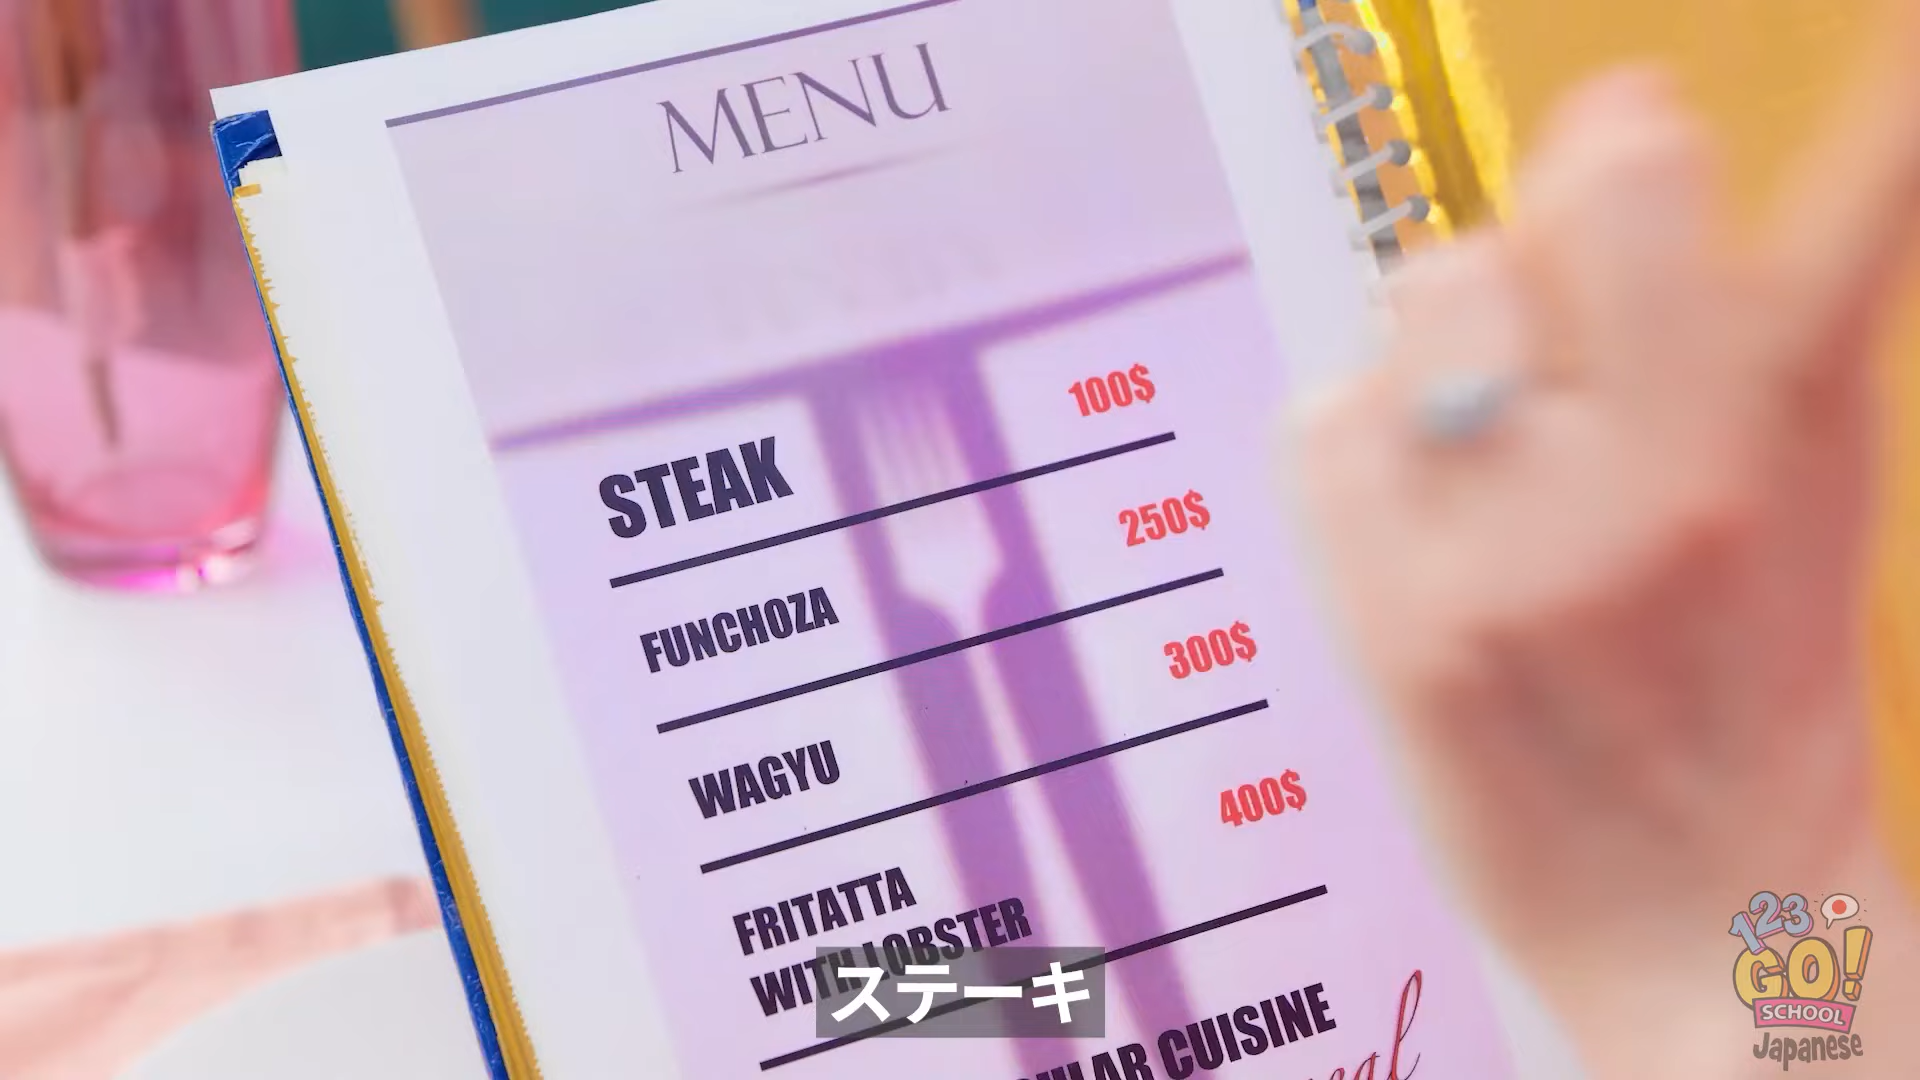 MENU
100$
STEAK
250$
FUNCHOZA
300$
WAGYU
400$
FRITATTA
WITH LOBSTER
CUISINE
ステーキ
123
GO!
SCHOOL
Japanese